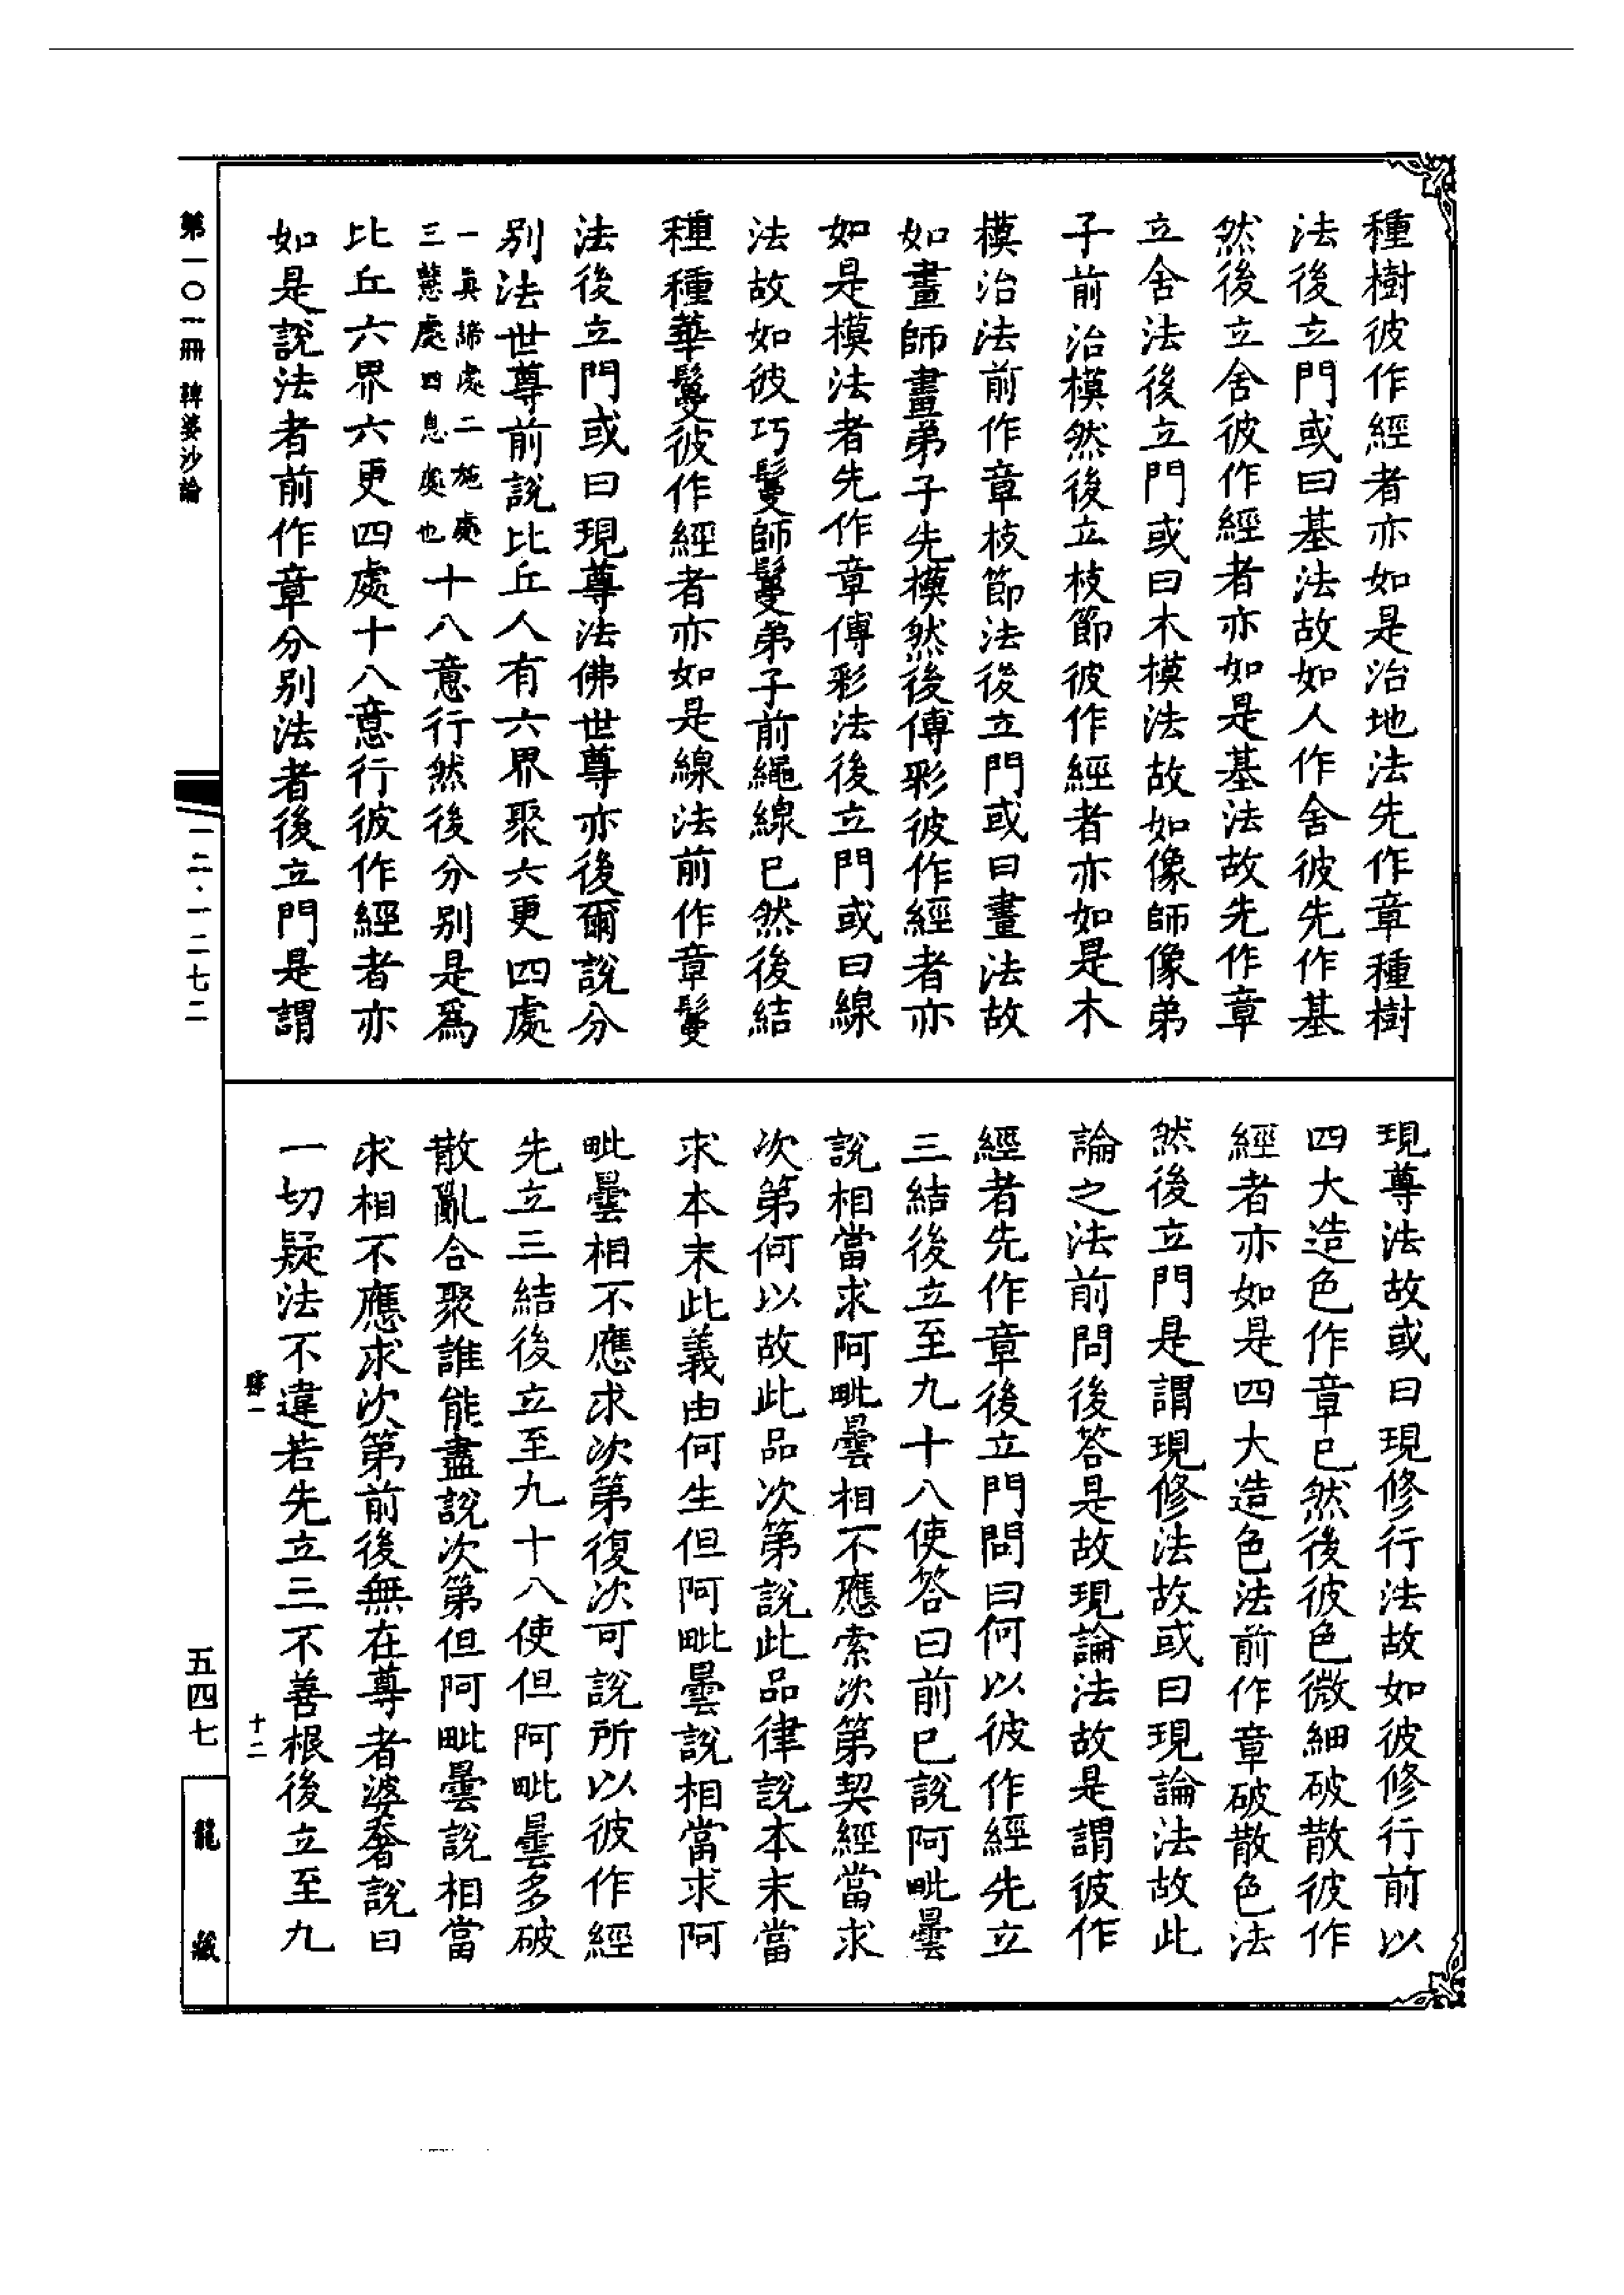 種樹彼作經者亦如是治地法先作章種樹
法後立門或曰基法故如人作舍彼先作基
然後立舍彼作經者亦如是基法故先作章
立舍法後立門或曰木模法故如像師像弟
子前治模然後立枝節彼作經者亦如是木
模治法前作章枝節法後立門或曰畫法故
如畫師畫弟子先模然後傅彩彼作經者亦
如是模法者先作章傅彩法後立門或曰線
法故如彼巧鬘師鬘弟子前繩線已然後結
種種華鬘彼作經者亦如是線法前作章鬘
法後立門或曰現尊法佛世尊亦後爾說分
別法世尊前說比丘人有六界聚六更四處
一真諦處二施處
三慧處四息處也
十八意行然後分別是為
比丘六界六更四處十八意行彼作經者亦
如是說法者前作章分別法者後立門是謂
現尊法故或曰現修行法故如彼修行前以
四大造色作章已然後彼色微細破散彼作
經者亦如是四大造色法前作章破散色法
然後立門是謂現修法故或曰現論法故此
論之法前問後答是故現論法故是謂彼作
經者先作章後立門問曰何以彼作經先立
三結後立至九十八使答曰前已說阿毗曇
說相當求阿毗曇相不應索次第契經當求
次第何以故此品次第說此品律說本末當
求本末此義由何生但阿毗曇說相當求阿
毗曇相不應求次第復次可說所以彼作經
先立三結後立至九十八使但阿毗曇多破
散亂合聚誰能盡說次第但阿毗曇說相當
求相不應求次第前後無在尊者婆奢說曰
一切疑法不違若先立三不善根後立至九
肆一
十二
第一〇一冊 鞞婆沙論
一二·一二七二
五四七
龍藏